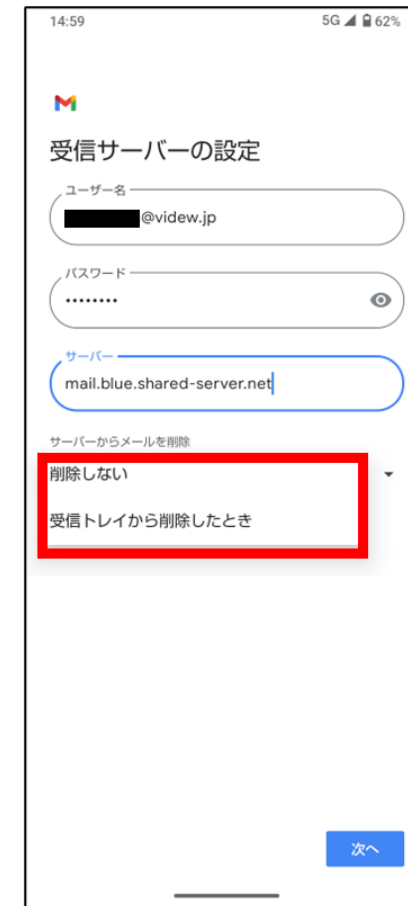 14:59 5G 62%
受信サーバーの設定
ユーザー名
@videw.jp
パスワード
••••••••
サーバー
mail.blue.shared-server.net
サーバーからメールを削除
削除しない
受信トレイから削除したとき
次へ